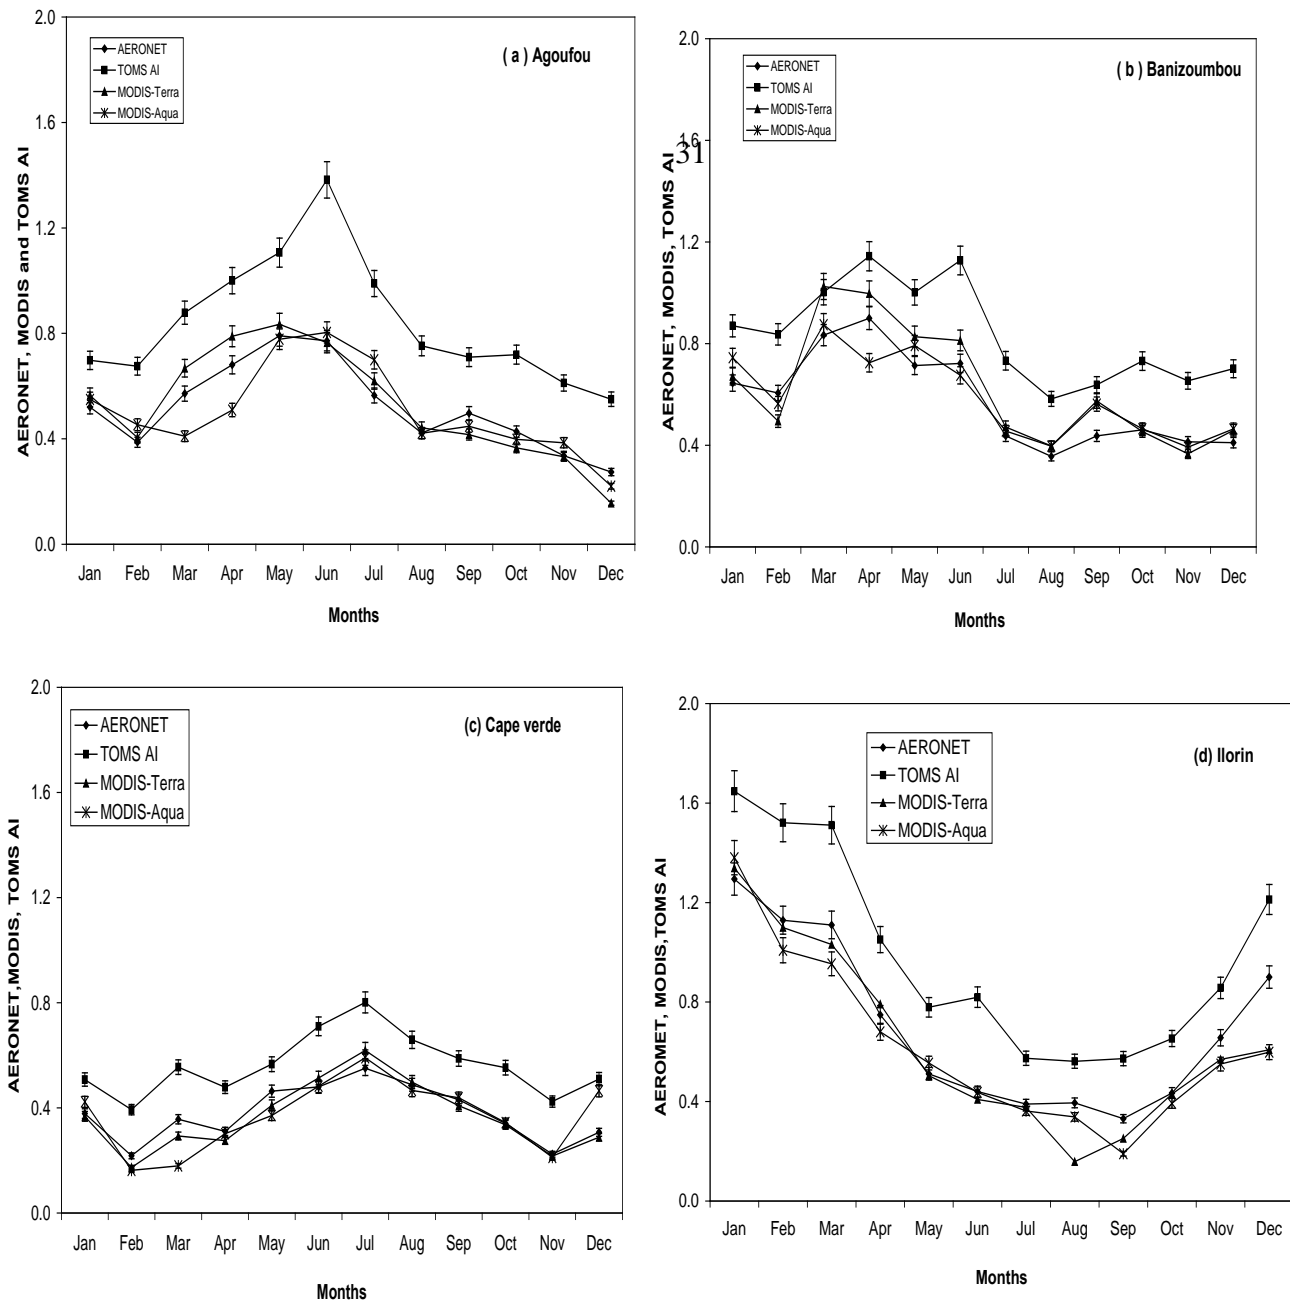 2.0
1.6
1.2
0.8
0.4
0.0
AERONET, MODIS and TOMS AI
AERONET
TOMS AI
MODIS-Terra
MODIS-Aqua
( a ) Agoufou
Jan Feb Mar Apr May Jun Jul Aug Sep Oct Nov Dec
Months
2.0
1.6
1.2
0.8
0.4
0.0
AERONET, MODIS, TOMS AI
31
AERONET
TOMS AI
MODIS-Terra
MODIS-Aqua
( b ) Banizoumbou
Jan Feb Mar Apr May Jun Jul Aug Sep Oct Nov Dec
Months
2.0
1.6
1.2
0.8
0.4
0.0
AERONET,MODIS, TOMS AI
AERONET
TOMS AI
MODIS-Terra
MODIS-Aqua
(c) Cape verde
Jan Feb Mar Apr May Jun Jul Aug Sep Oct Nov Dec
Months
2.0
1.6
1.2
0.8
0.4
0.0
AEROMET, MODIS,TOMS AI
AERONET
TOMS AI
MODIS-Terra
MODIS-Aqua
(d) Ilorin
Jan Feb Mar Apr May Jun Jul Aug Sep Oct Nov Dec
Months